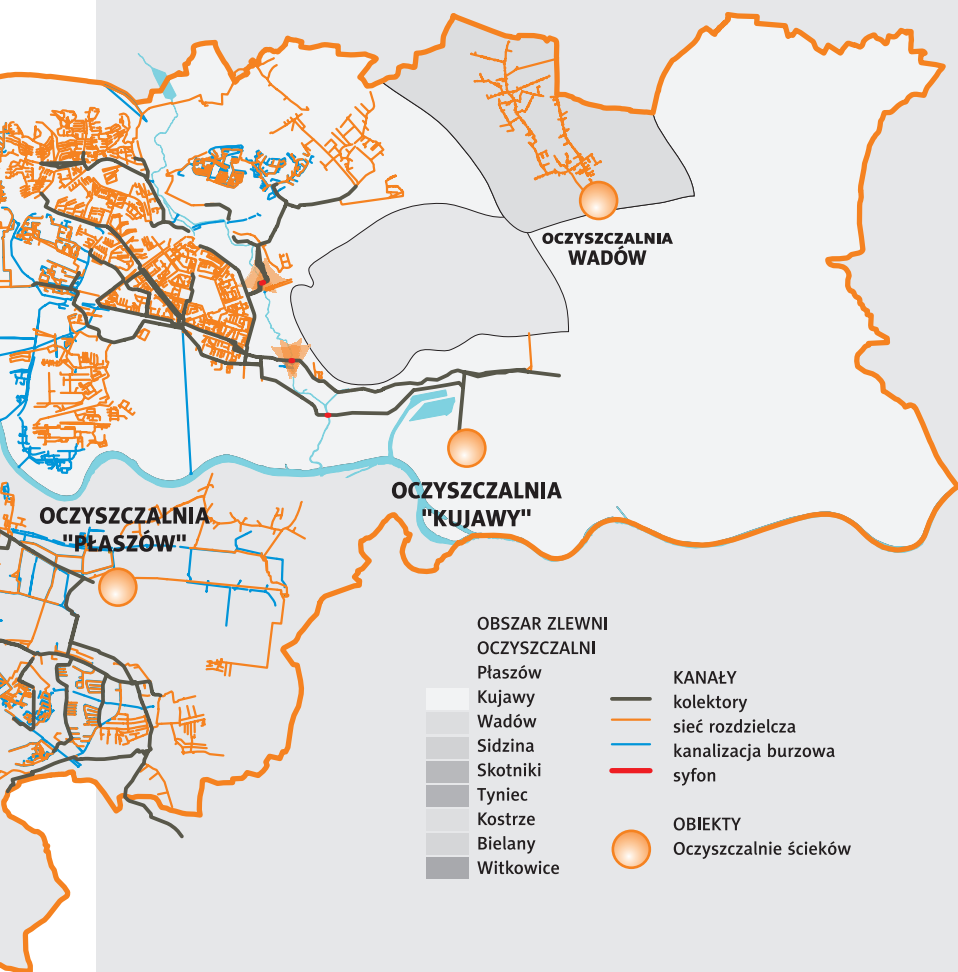 OCZYSZCZALNIA
WADÓW
OCZYSZCZALNIA
"KUJAWY"
OCZYSZCZALNIA
"PŁASZÓW"
OBSZAR ZLEWNI
OCZYSZCZALNI
Płaszów
Kujawy
Wadów
Sidzina
Skotniki
Tyniec
Kostrze
Bielany
Witkowice
KANAŁY
kolektory
sieć rozdzielcza
kanalizacja burzowa
syfon
OBIEKTY
Oczyszczalnie ścieków